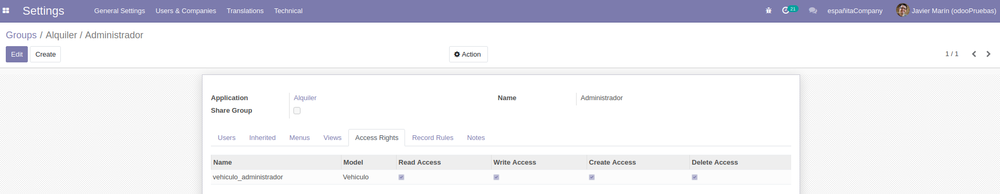 Settings General Settings Users & Companies Translations Technical 21 españitaCompany Javier Marín (odooPruebas)
Groups / Alquiler / Administrador
Edit Create Action 1 / 1
Application Alquiler Name Administrador
Share Group
Users Inherited Menus Views Access Rights Record Rules Notes
Name Model Read Access Write Access Create Access Delete Access
vehiculo_administrador Vehiculo